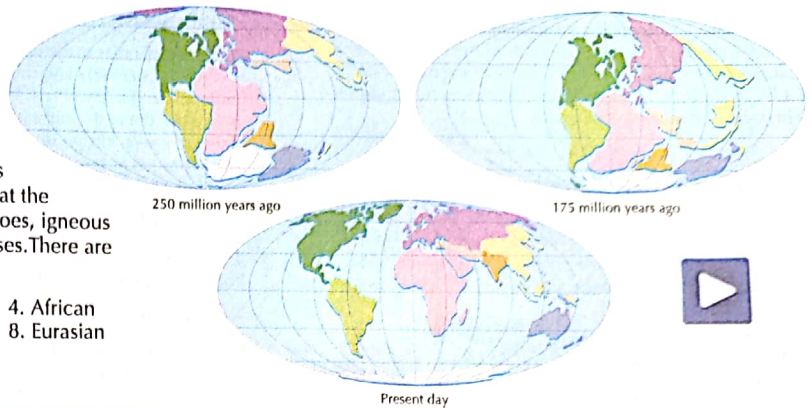 s
at the
oes, igneous
ses.There are
4. African
8. Eurasian
250 million years ago
175 million years ago
Present day